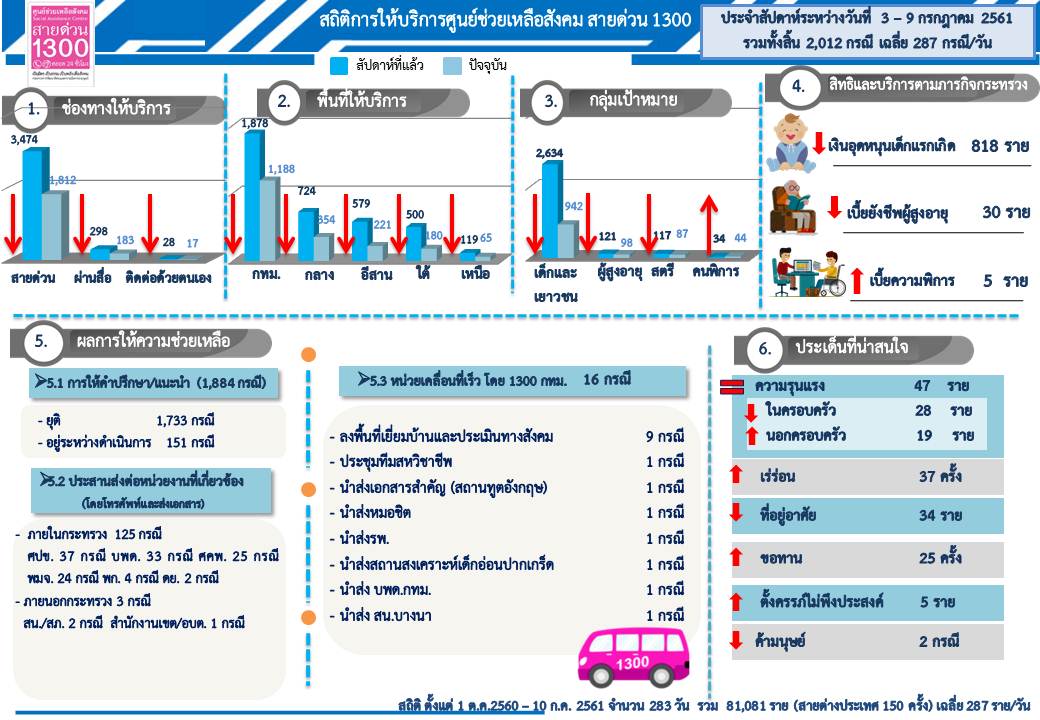 ศูนย์ช่วยเหลือสังคม
Social Assistance Center
สายด่วน
1300
ตลอด 24 ชั่วโมง
สถิติการให้บริการศูนย์ช่วยเหลือสังคม สายด่วน 1300
ประจำสัปดาห์ระหว่างวันที่ 3 – 9 กรกฎาคม 2561
รวมทั้งสิ้น 2,012 กรณี เฉลี่ย 287 กรณี/วัน
สัปดาห์ที่แล้ว ปัจจุบัน
1. ช่องทางให้บริการ
3,474
1,812
298
183
28 17
สายด่วน ผ่านสื่อ ติดต่อด้วยตนเอง
2. พื้นที่ให้บริการ
1,878
1,188
724
354
579
221
500
180
119 65
กทม. กลาง อีสาน ใต้ เหนือ
3. กลุ่มเป้าหมาย
2,634
942
121 98
117 87
34 44
เด็กและ
เยาวชน
ผู้สูงอายุ สตรี คนพิการ
4. สิทธิและบริการตามภารกิจกระทรวง
เงินอุดหนุนเด็กแรกเกิด 818 ราย
เบี้ยยังชีพผู้สูงอายุ 30 ราย
เบี้ยความพิการ 5 ราย
5. ผลการให้ความช่วยเหลือ
➢5.1 การให้คำปรึกษา/แนะนำ (1,884 กรณี)
- ยุติ 1,733 กรณี
- อยู่ระหว่างดำเนินการ 151 กรณี
➢5.2 ประสานส่งต่อหน่วยงานที่เกี่ยวข้อง
(โดยโทรศัพท์และส่งเอกสาร)
- ภายในกระทรวง 125 กรณี
ศปข. 37 กรณี บพด. 33 กรณี ศคพ. 25 กรณี
พมจ. 24 กรณี พก. 4 กรณี ดย. 2 กรณี
- ภายนอกกระทรวง 3 กรณี
สน./สภ. 2 กรณี สำนักงานเขต/อบต. 1 กรณี
➢5.3 หน่วยเคลื่อนที่เร็ว โดย 1300 กทม. 16 กรณี
- ลงพื้นที่เยี่ยมบ้านและประเมินทางสังคม 9 กรณี
- ประชุมทีมสหวิชาชีพ 1 กรณี
- นำส่งเอกสารสำคัญ (สถานทูตอังกฤษ) 1 กรณี
- นำส่งหมอชิต 1 กรณี
- นำส่งรพ. 1 กรณี
- นำส่งสถานสงเคราะห์เด็กอ่อนปากเกร็ด 1 กรณี
- นำส่ง บพด.กทม. 1 กรณี
- นำส่ง สน.บางนา 1 กรณี
1300
6. ประเด็นที่น่าสนใจ
ความรุนแรง 47 ราย
ในครอบครัว 28 ราย
นอกครอบครัว 19 ราย
เร่ร่อน 37 ครั้ง
ที่อยู่อาศัย 34 ราย
ขอทาน 25 ครั้ง
ตั้งครรภ์ไม่พึงประสงค์ 5 ราย
ค้ามนุษย์ 2 กรณี
สถิติ ตั้งแต่ 1 ต.ค.2560 – 10 ก.ค. 2561 จำนวน 283 วัน รวม 81,081 ราย (สายต่างประเทศ 150 ครั้ง) เฉลี่ย 287 ราย/วัน